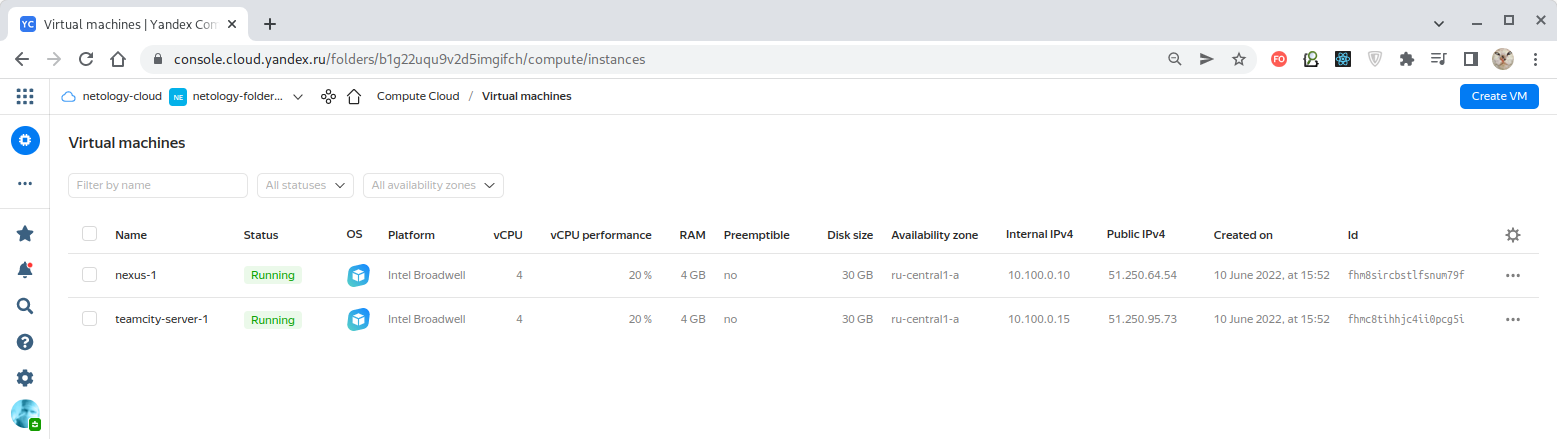 YC Virtual machines | Yandex Com
console.cloud.yandex.ru/folders/b1g22uqu9v2d5imgifch/compute/instances
FO
netology-cloud NE netology-folder... Compute Cloud / Virtual machines Create VM
Virtual machines
Filter by name All statuses All availability zones
Name Status OS Platform vCPU vCPU performance RAM Preemptible Disk size Availability zone Internal IPv4 Public IPv4 Created on Id
nexus-1 Running Intel Broadwell 4 20 % 4 GB no 30 GB ru-central1-a 10.100.0.10 51.250.64.54 10 June 2022, at 15:52 fhm8sircbstlfsnum79f
teamcity-server-1 Running Intel Broadwell 4 20 % 4 GB no 30 GB ru-central1-a 10.100.0.15 51.250.95.73 10 June 2022, at 15:52 fhmc8tihhjc4ii0pcg5i